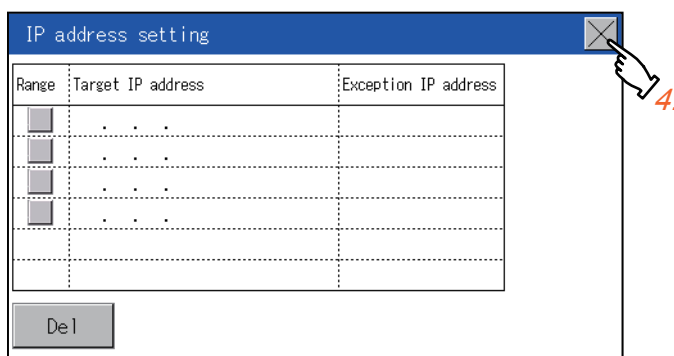 IP address setting
Range Target IP address Exception IP address
. . .
. . .
. . .
. . .
4.
Del